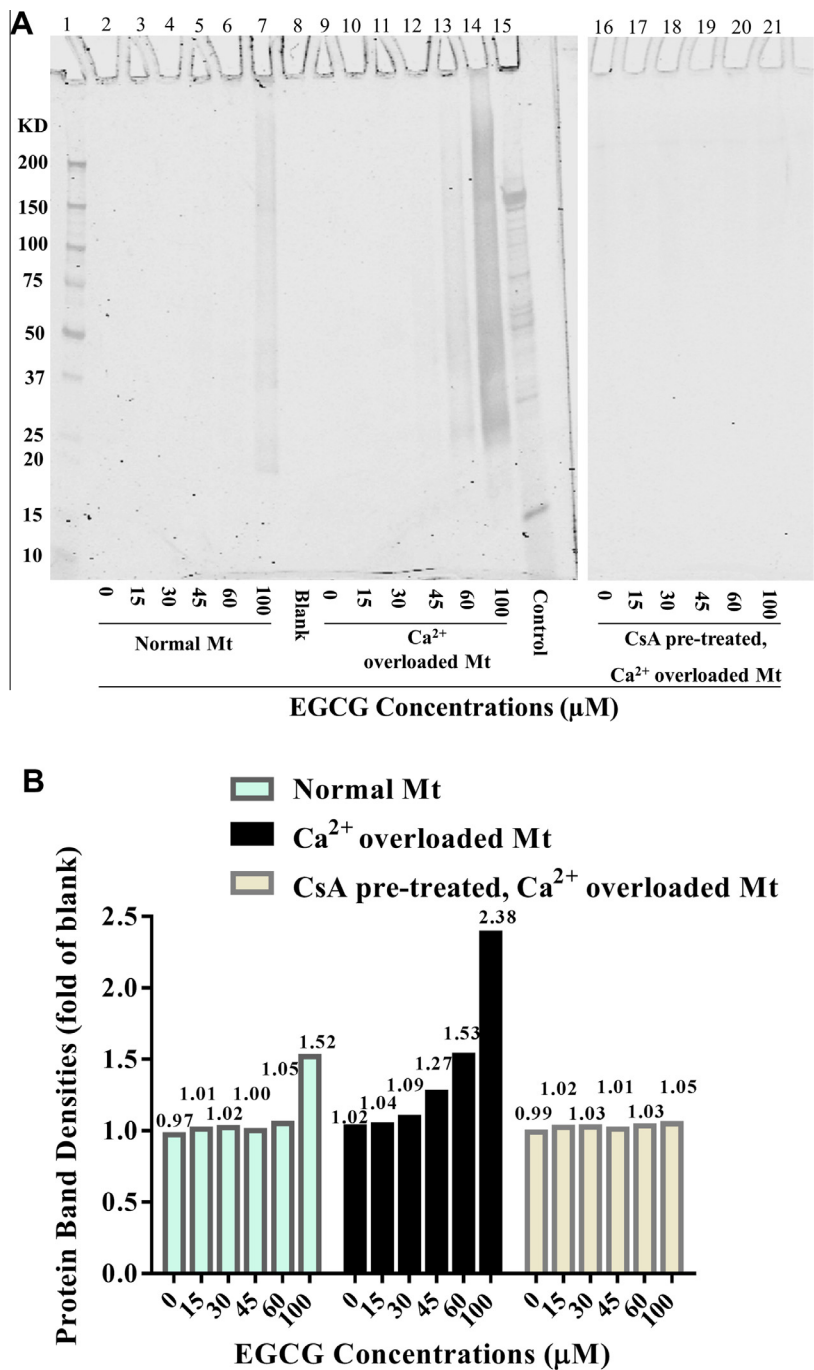 A
1 2 3 4 5 6 7 8 9 10 11 12 13 14 15 16 17 18 19 20 21
KD
200
150
100
75
50
37
25
20
15
10
0 15 30 45 60 100 Blank 0 15 30 45 60 100 Control 0 15 30 45 60 100
Normal Mt
Ca2+
overloaded Mt
CsA pre-treated,
Ca2+ overloaded Mt
EGCG Concentrations (µM)
B
Normal Mt
Ca2+ overloaded Mt
CsA pre-treated, Ca2+ overloaded Mt
Protein Band Densities (fold of blank)
2.5
2.0
1.5
1.0
0.5
0.0
0.97 1.01 1.02 1.00 1.05 1.52 1.02 1.04 1.09 1.27 1.53 2.38 0.99 1.02 1.03 1.01 1.03 1.05
0 15 30 45 60 100 0 15 30 45 60 100 0 15 30 45 60 100
EGCG Concentrations (µM)